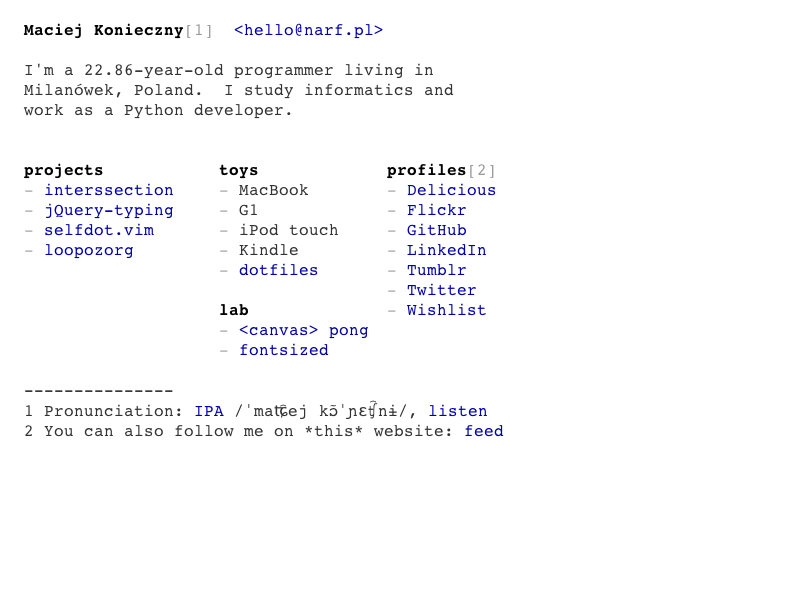 Maciej Konieczny[1] <hello@narf.pl>
I'm a 22.86-year-old programmer living in
Milanówek, Poland. I study informatics and
work as a Python developer.
projects
- interssection
- jQuery-typing
- selfdot.vim
- loopozorg
toys
- MacBook
- G1
- iPod touch
- Kindle
- dotfiles
lab
- <canvas> pong
- fontsized
profiles[2]
- Delicious
- Flickr
- GitHub
- LinkedIn
- Tumblr
- Twitter
- Wishlist
---------------
1 Pronunciation: IPA /ˈmat͡ɕej kɔ̃ˈɲɛt͡ʃnɨ/, listen
2 You can also follow me on *this* website: feed